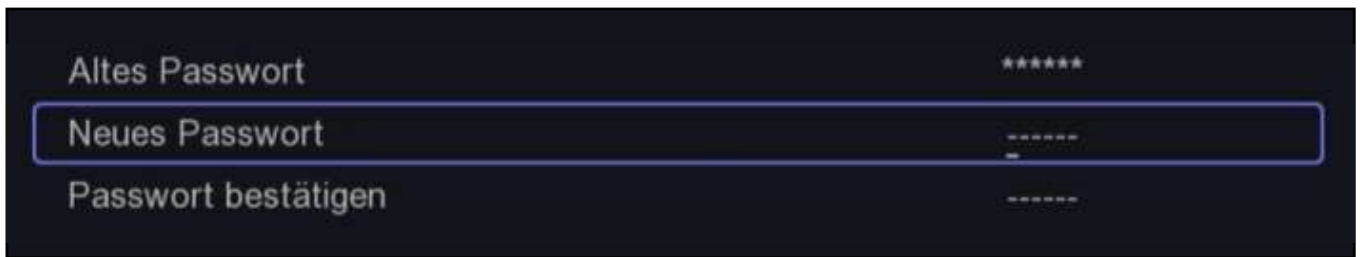 Altes Passwort ******
Neues Passwort ------
Passwort bestätigen ------